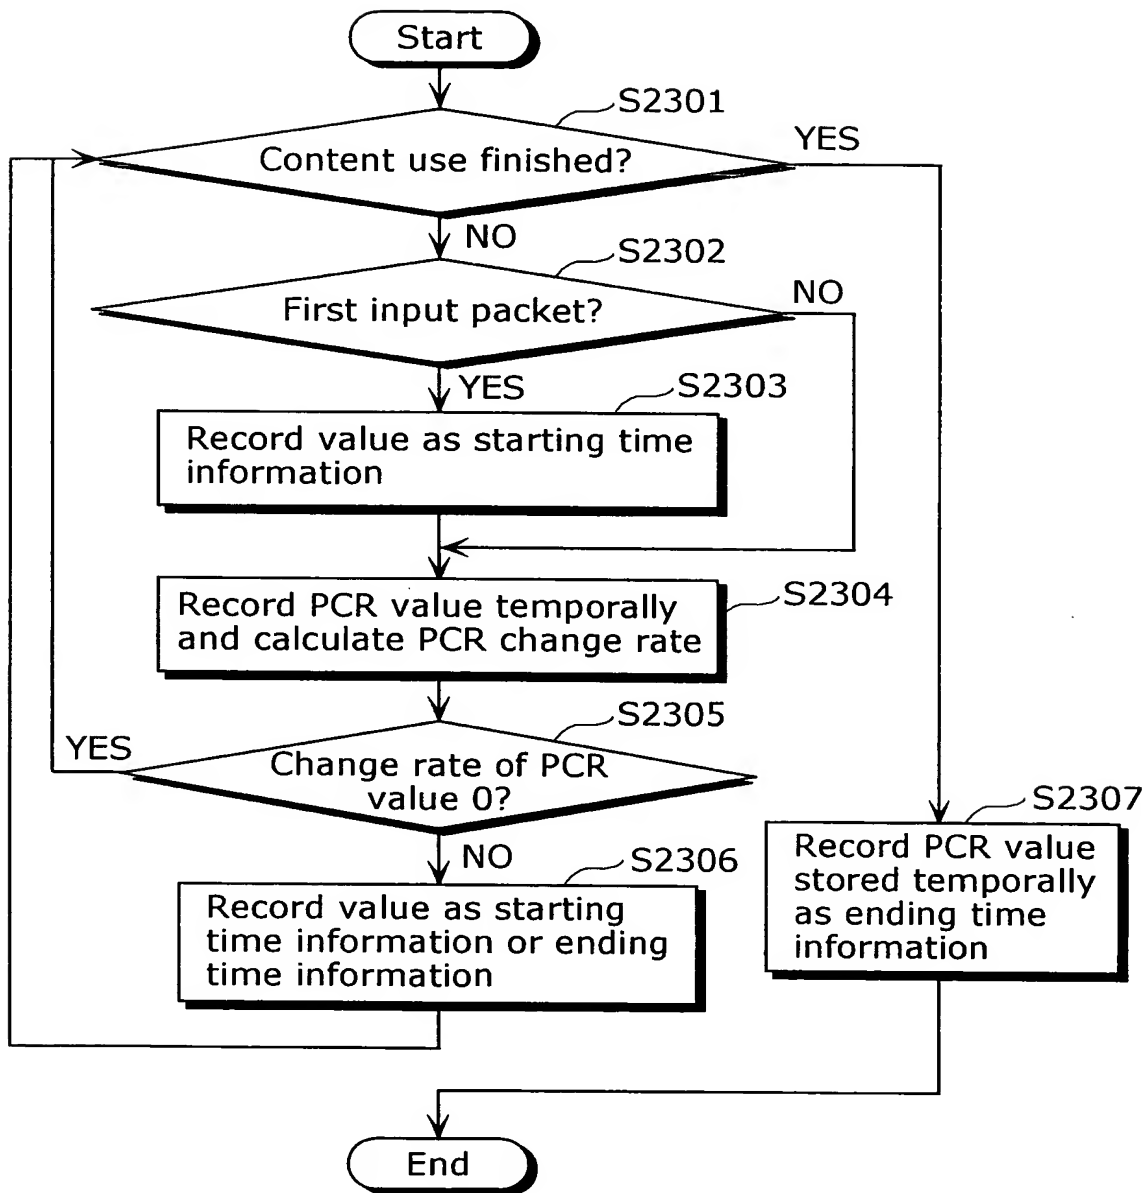 Start
S2301
Content use finished?
YES
NO
S2302
First input packet?
NO
YES
S2303
Record value as starting time
information
Record PCR value temporally
and calculate PCR change rate
S2304
S2305
YES
Change rate of PCR
value 0?
NO
S2306
Record value as starting
time information or ending
time information
S2307
Record PCR value
stored temporally
as ending time
information
End